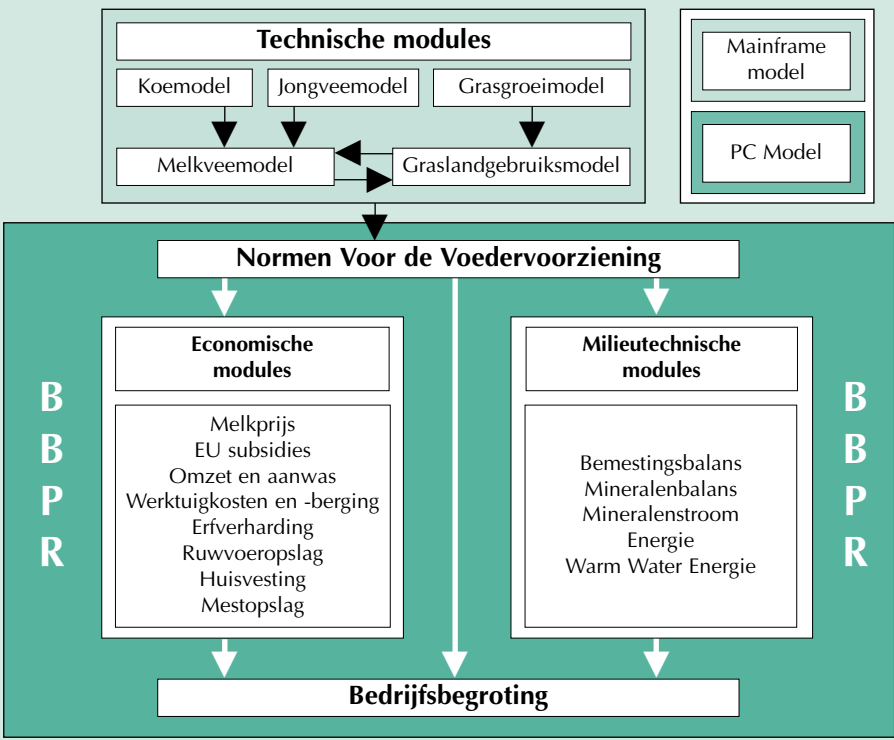 Technische modules
Koemodel
Jongveemodel
Grasgroeimodel
Melkveemodel
Graslandgebruiksmodel
Mainframe
model
PC Model
Normen Voor de Voedervoorziening
B
B
P
R
Economische
modules
Melkprijs
EU subsidies
Omzet en aanwas
Werktuigkosten en -berging
Erfverharding
Ruwvoeropslag
Huisvesting
Mestopslag
Milieutechnische
modules
Bemestingsbalans
Mineralenbalans
Mineralenstroom
Energie
Warm Water Energie
B
B
P
R
Bedrijfsbegroting